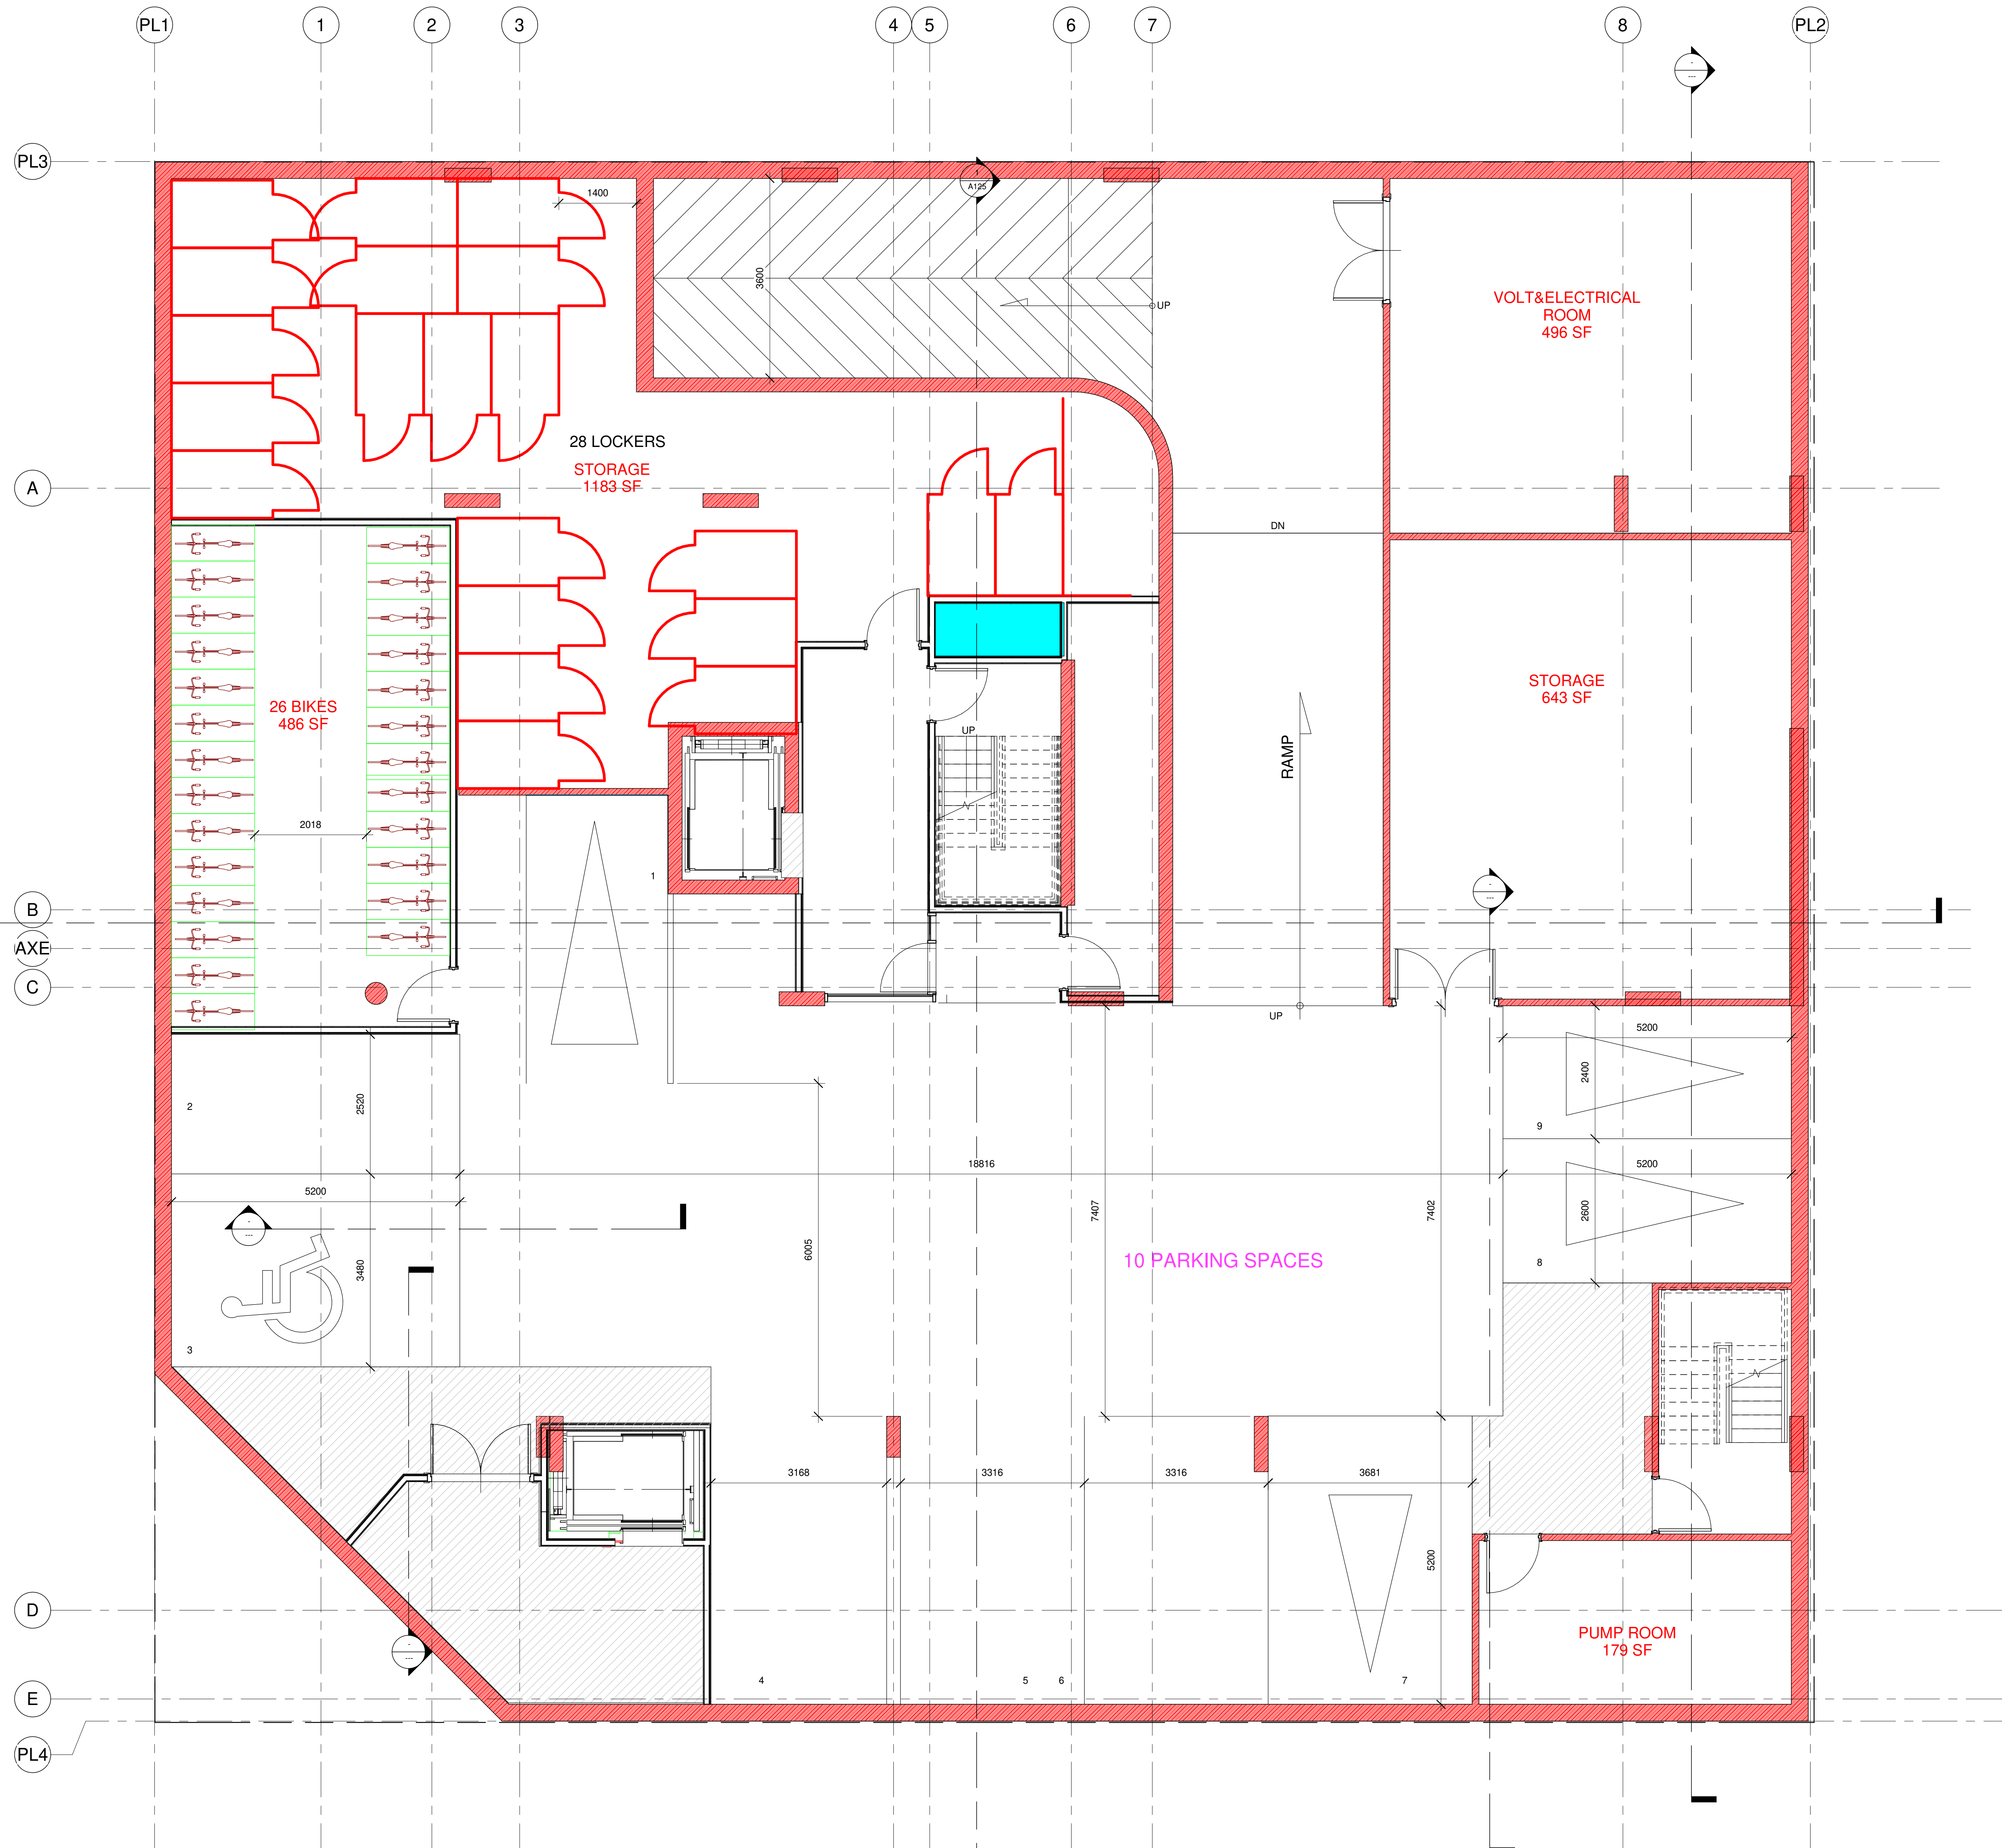 PL1
1
2
3
4
5
6
7
8
PL2
-
---
PL3
1
A125
1400
3600
UP
VOLT&ELECTRICAL
ROOM
496 SF
28 LOCKERS
STORAGE
1183 SF
A
DN
STORAGE
643 SF
26 BIKES
486 SF
UP
RAMP
2018
1
B
-
---
AXE
C
UP
5200
2400
2
2520
9
18816
5200
5200
7407
7402
2600
-
---
6005
3480
10 PARKING SPACES
8
3
3168
3316
3316
3681
5200
D
PUMP ROOM
179 SF
-
---
4
5
6
7
E
PL4